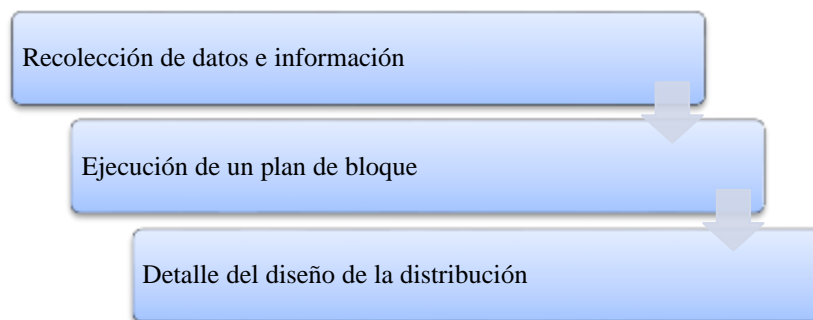 Recolección de datos e información
Ejecución de un plan de bloque
Detalle del diseño de la distribución